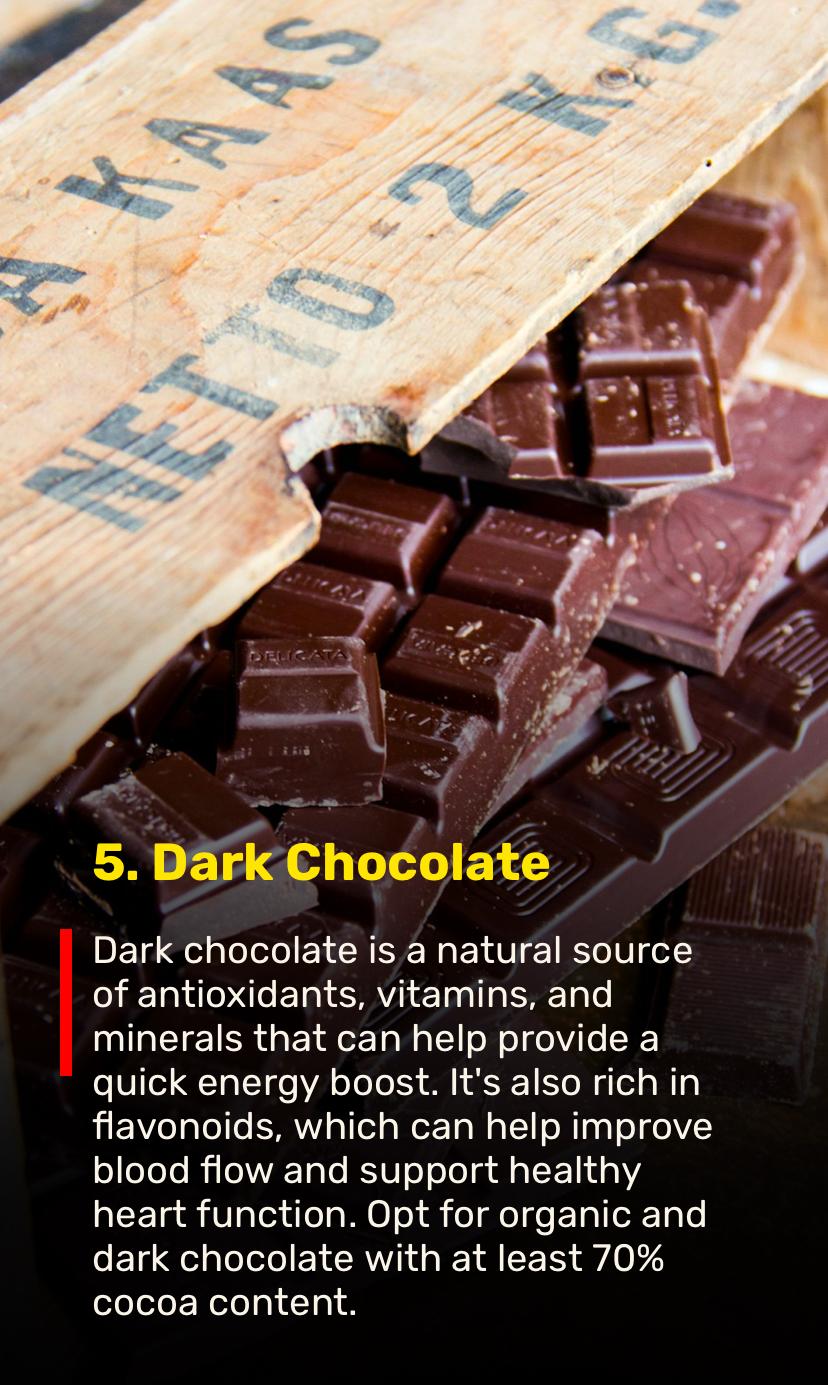 A KAAS
NETTO 2 KG.
DELICATA
5. Dark Chocolate
Dark chocolate is a natural source
of antioxidants, vitamins, and
minerals that can help provide a
quick energy boost. It's also rich in
flavonoids, which can help improve
blood flow and support healthy
heart function. Opt for organic and
dark chocolate with at least 70%
cocoa content.